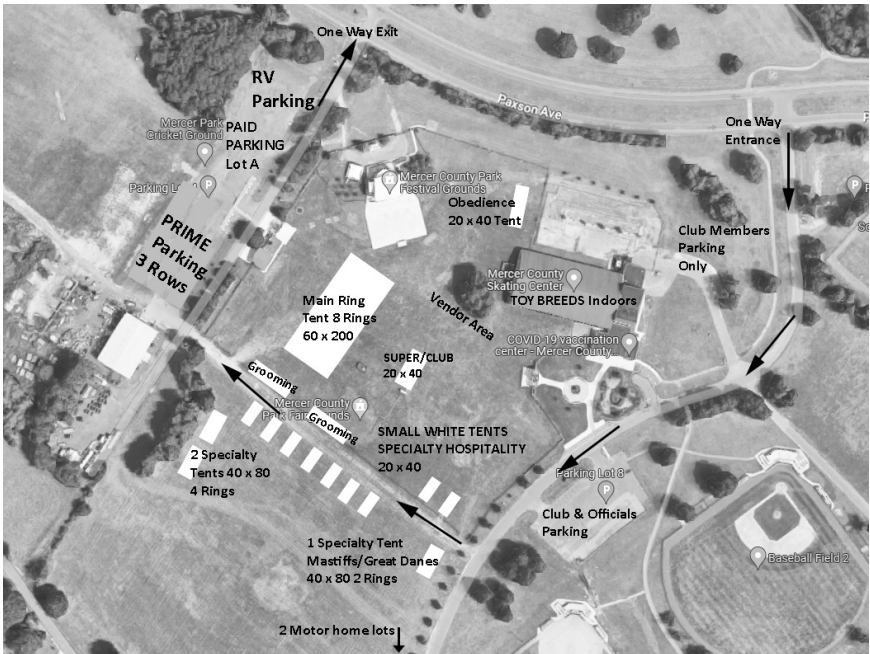 One Way Exit
RV
Parking
Paxson Ave
One Way
Entrance
Mercer Park
Cricket Ground
PAID
PARKING
Lot A
Parking
Mercer County Park
Festival Grounds
Obedience
20 x 40 Tent
Club Members
Parking
Only
PRIME
Parking
3 Rows
Mercer County
Skating Center
TOY BREEDS Indoors
Main Ring
Tent 8 Rings
60 x 200
Vendor Area
COVID-19 vaccination
center - Mercer County...
SUPER/CLUB
20 x 40
Grooming
Mercer County
Park Fairgrounds
Grooming
SMALL WHITE TENTS
SPECIALTY HOSPITALITY
20 x 40
2 Specialty
Tents 40 x 80
4 Rings
Parking Lot 8
Club & Officials
Parking
1 Specialty Tent
Mastiffs/Great Danes
40 x 80 2 Rings
Baseball Field 2
2 Motor home lots